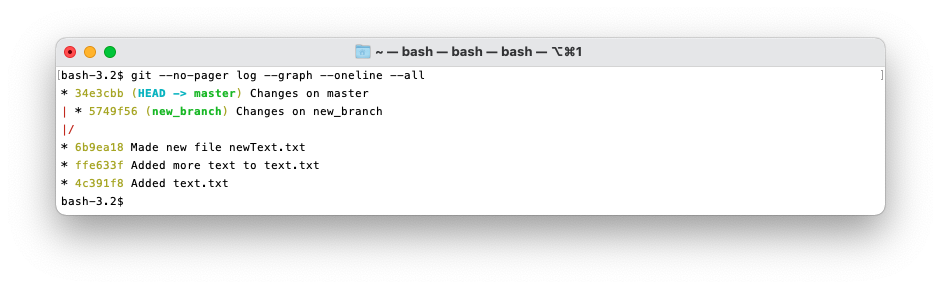 ~ — bash — bash — bash — ⌥⌘1
[bash-3.2$ git --no-pager log --graph --oneline --all ]
* 34e3cbb (HEAD -> master) Changes on master
| * 5749f56 (new_branch) Changes on new_branch
|/
* 6b9ea18 Made new file newText.txt
* ffe633f Added more text to text.txt
* 4c391f8 Added text.txt
bash-3.2$